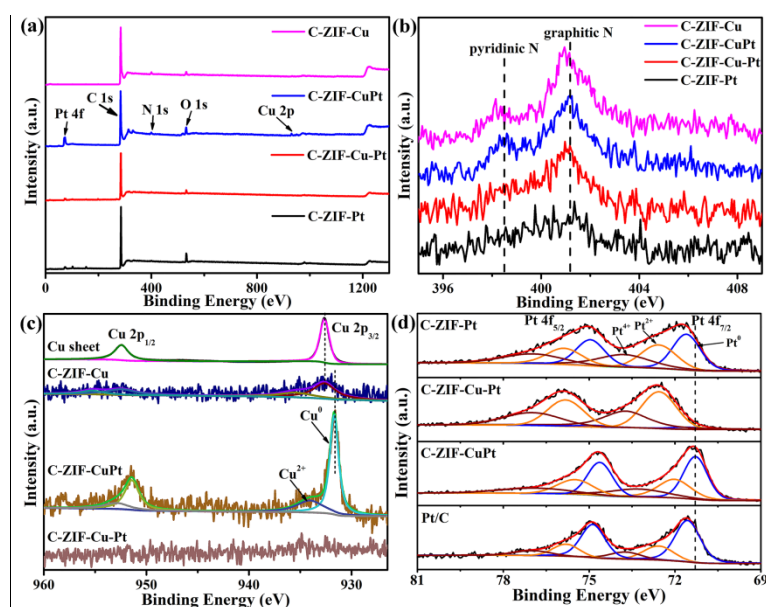 (a)
C-ZIF-Cu
C-ZIF-CuPt
C-ZIF-Cu-Pt
C-ZIF-Pt
Pt 4f
C 1s
N 1s
O 1s
Cu 2p
Intensity (a.u.)
0 400 800 1200
Binding Energy (eV)
(b)
pyridinic N
graphitic N
C-ZIF-Cu
C-ZIF-CuPt
C-ZIF-Cu-Pt
C-ZIF-Pt
Intensity (a.u.)
396 398 400 402 404 406 408
Binding Energy (eV)
(c)
Cu 2p1/2
Cu 2p3/2
Cu sheet
C-ZIF-Cu
Cu0
Cu2+
C-ZIF-CuPt
C-ZIF-Cu-Pt
Intensity (a.u.)
960 950 940 930
Binding Energy (eV)
(d)
C-ZIF-Pt
Pt 4f5/2
Pt4+
Pt2+
Pt 4f7/2
Pt0
C-ZIF-Cu-Pt
C-ZIF-CuPt
Pt/C
Intensity (a.u.)
81 78 75 72 69
Binding Energy (eV)